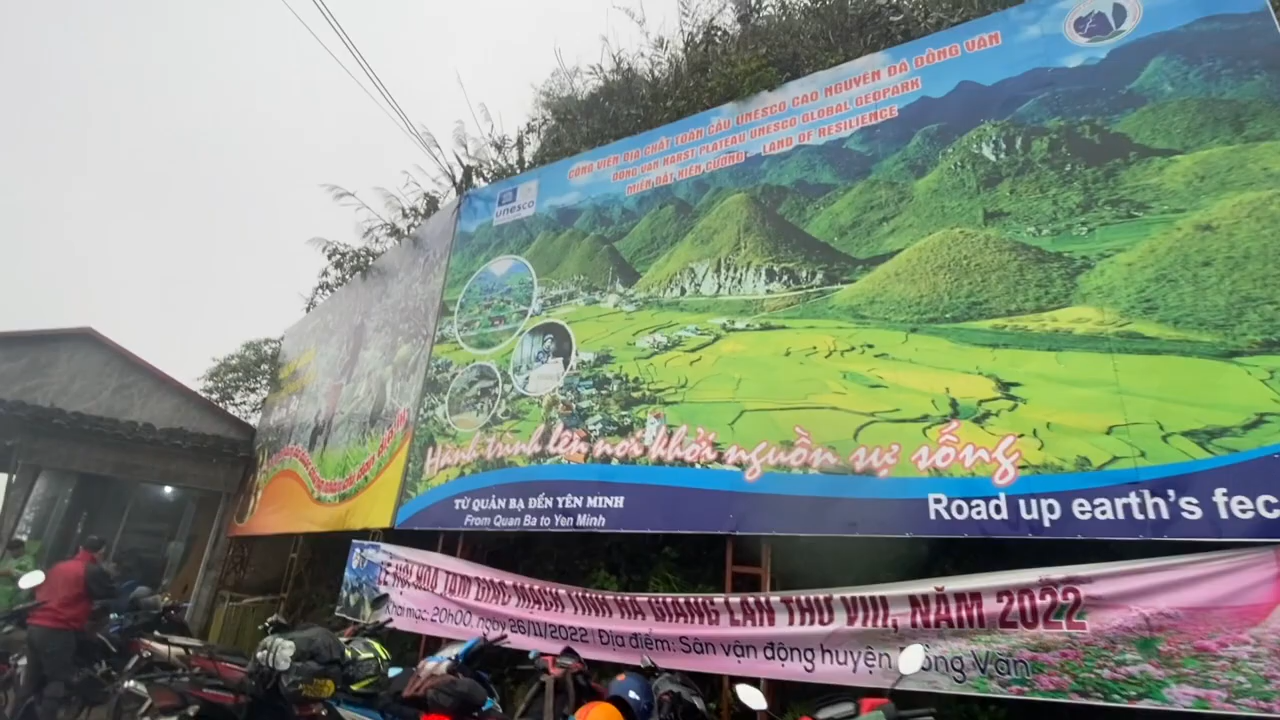 CÔNG VIÊN ĐỊA CHẤT TOÀN CẦU UNESCO CAO NGUYÊN ĐÁ ĐỒNG VĂN
DONG VAN KARST PLATEAU UNESCO GLOBAL GEOPARK
MIỀN ĐẤT KIÊN CƯỜNG - LAND OF RESILIENCE
unesco
Hành trình lên nơi khởi nguồn sự sống
TỪ QUẢN BẠ ĐẾN YÊN MINH
From Quan Ba to Yen Minh
Road up earth's fec
LỄ HỘI HOA TAM GIÁC MẠCH TỈNH HÀ GIANG LẦN THỨ VIII, NĂM 2022
Khai mạc: 20h00, ngày 26/11/2022 Địa điểm: Sân vận động huyện Đồng Văn